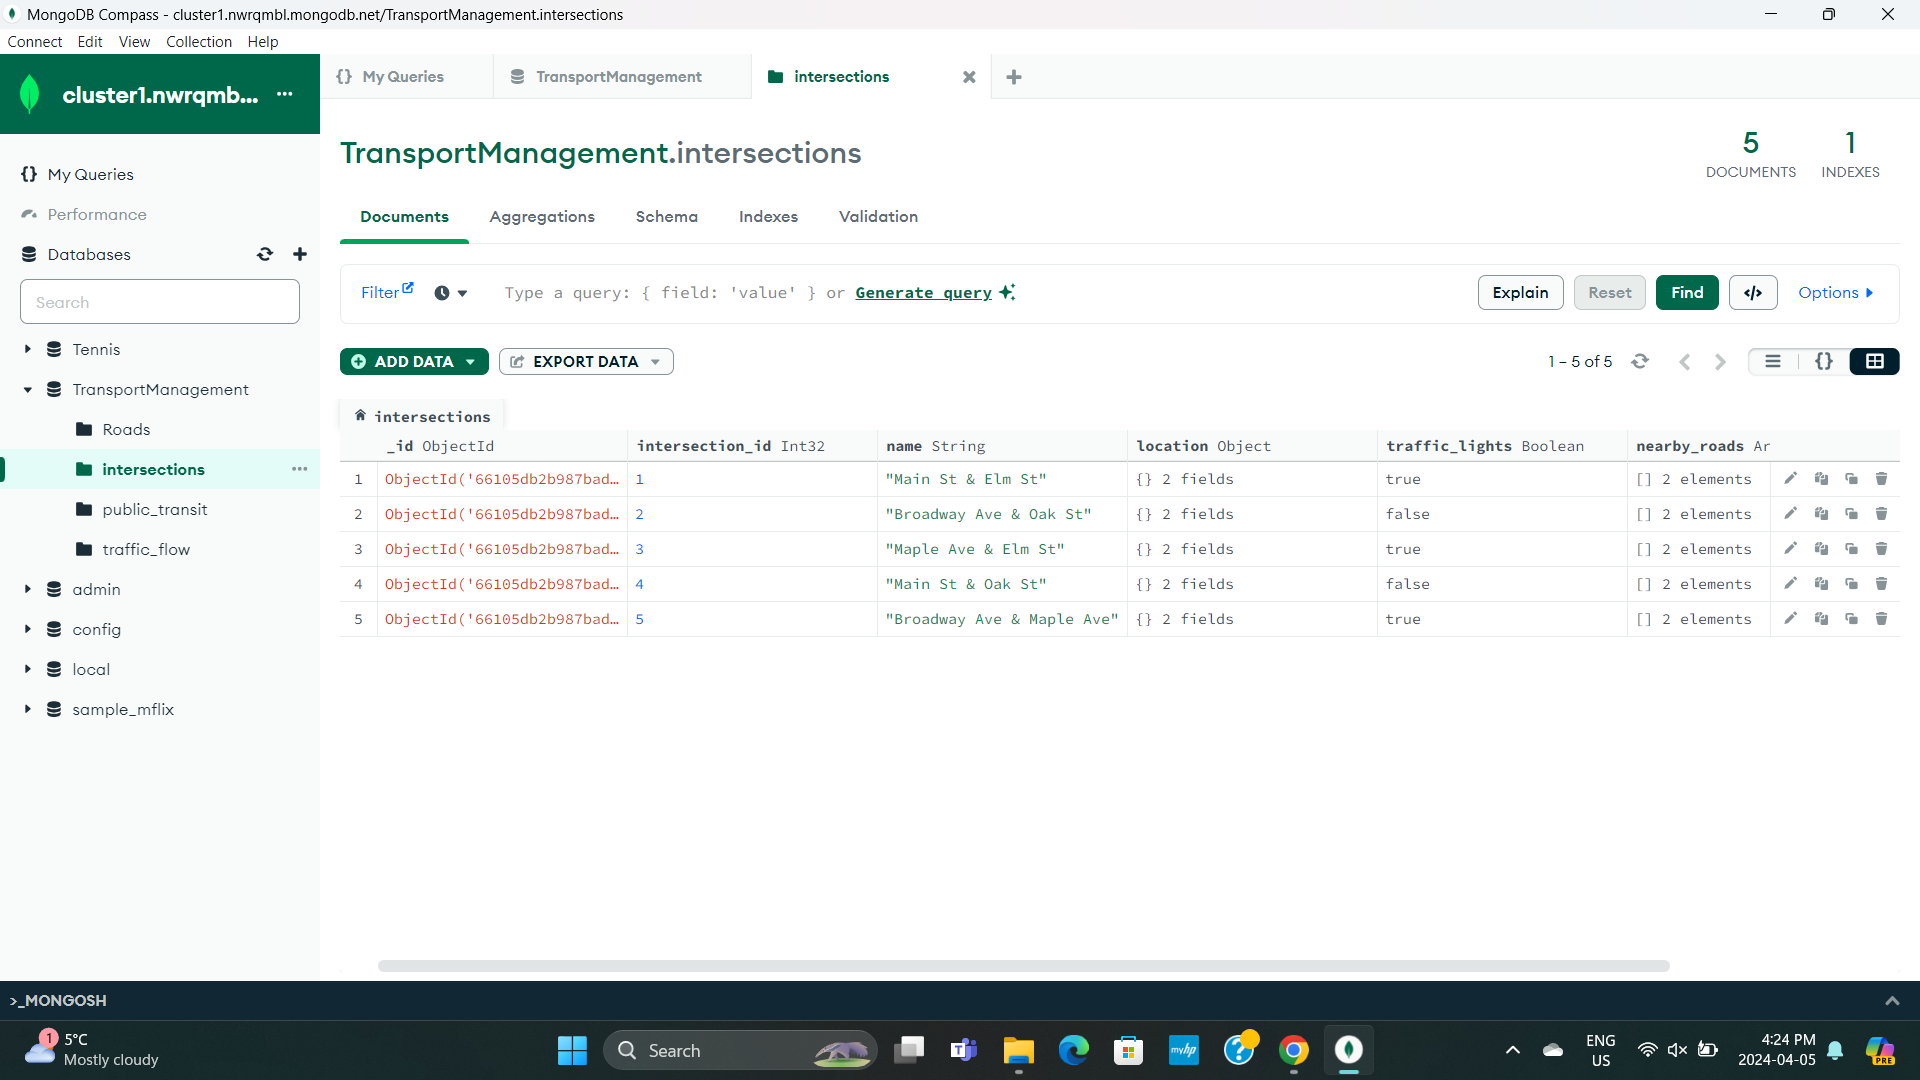 MongoDB Compass - cluster1.nwrqmbl.mongodb.net/TransportManagement.intersections
Connect Edit View Collection Help
cluster1.nwrqmb... ...
{} My Queries
TransportManagement
intersections
{} My Queries
Performance
Databases
Search
Tennis
TransportManagement
Roads
intersections
public_transit
traffic_flow
admin
config
local
sample_mflix
TransportManagement.intersections
5 DOCUMENTS
1 INDEXES
Documents Aggregations Schema Indexes Validation
Filter Type a query: { field: 'value' } or Generate query Explain Reset Find </> Options
ADD DATA EXPORT DATA 1 – 5 of 5 {}
intersections
_id ObjectId intersection_id Int32 name String location Object traffic_lights Boolean nearby_roads Ar
1 ObjectId('66105db2b987bad… 1 "Main St & Elm St" {} 2 fields true [] 2 elements
2 ObjectId('66105db2b987bad… 2 "Broadway Ave & Oak St" {} 2 fields false [] 2 elements
3 ObjectId('66105db2b987bad… 3 "Maple Ave & Elm St" {} 2 fields true [] 2 elements
4 ObjectId('66105db2b987bad… 4 "Main St & Oak St" {} 2 fields false [] 2 elements
5 ObjectId('66105db2b987bad… 5 "Broadway Ave & Maple Ave" {} 2 fields true [] 2 elements
>_MONGOSH
1 5°C
Mostly cloudy
Search
myhp
ENG
US
4:24 PM
2024-04-05
PRE